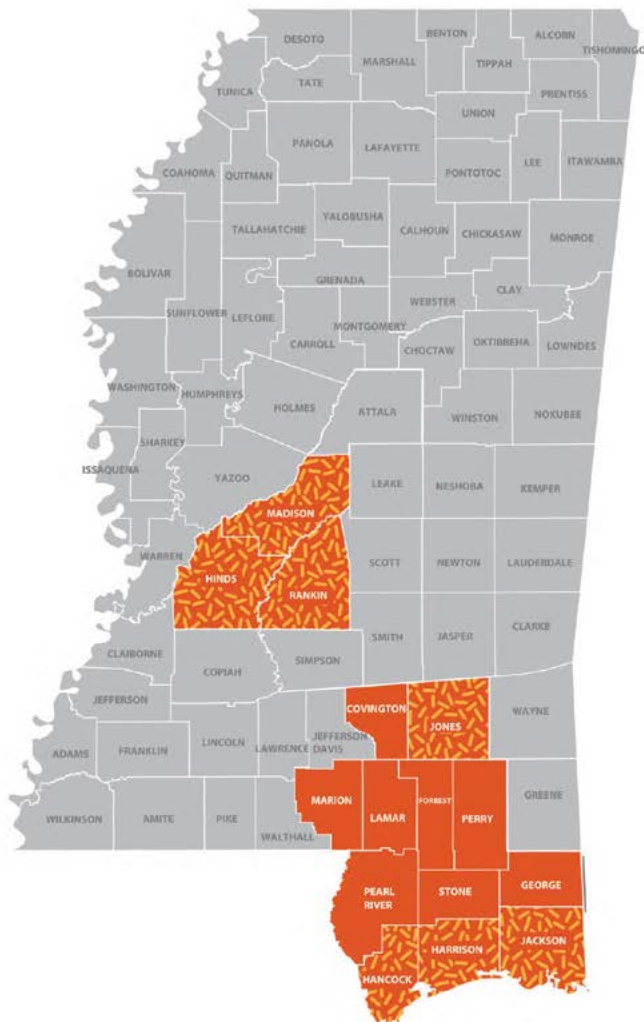 DESOTO
BENTON
ALCORN
TISHOMINGO
MARSHALL
TIPPAH
TATE
TUNICA
PRENTISS
UNION
PANOLA
LAFAYETTE
COAHOMA
QUITMAN
PONTOTOC
LEE
ITAWAMBA
TALLAHATCHIE
YALOBUSHA
CALHOUN
CHICKASAW
MONROE
BOLIVAR
GRENADA
CLAY
SUNFLOWER
LEFLORE
WEBSTER
MONTGOMERY
CARROLL
CHOCTAW
OKTIBBEHA
LOWNDES
WASHINGTON
HUMPHREYS
HOLMES
ATTALA
WINSTON
NOXUBEE
SHARKEY
ISSAQUENA
YAZOO
LEAKE
NESHOBA
KEMPER
MADISON
WARREN
HINDS
RANKIN
SCOTT
NEWTON
LAUDERDALE
CLAIBORNE
COPIAH
SIMPSON
SMITH
JASPER
CLARKE
JEFFERSON
COVINGTON
JONES
WAYNE
ADAMS
FRANKLIN
LINCOLN
LAWRENCE
JEFFERSON
DAVIS
WILKINSON
AMITE
PIKE
WALTHALL
MARION
LAMAR
FORREST
PERRY
GREENE
PEARL
RIVER
STONE
GEORGE
HANCOCK
HARRISON
JACKSON